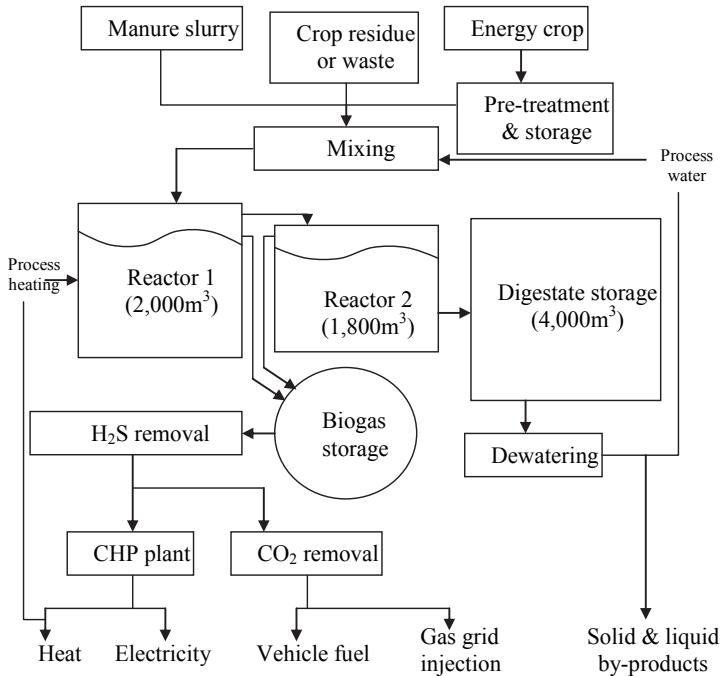 Manure slurry
Crop residue
or waste
Energy crop
Pre-treatment
& storage
Mixing
Process
water
Process
heating
Reactor 1
(2,000m³)
Reactor 2
(1,800m³)
Digestate storage
(4,000m³)
Biogas
storage
H₂S removal
Dewatering
CHP plant
CO₂ removal
Heat
Electricity
Vehicle fuel
Gas grid
injection
Solid & liquid
by-products